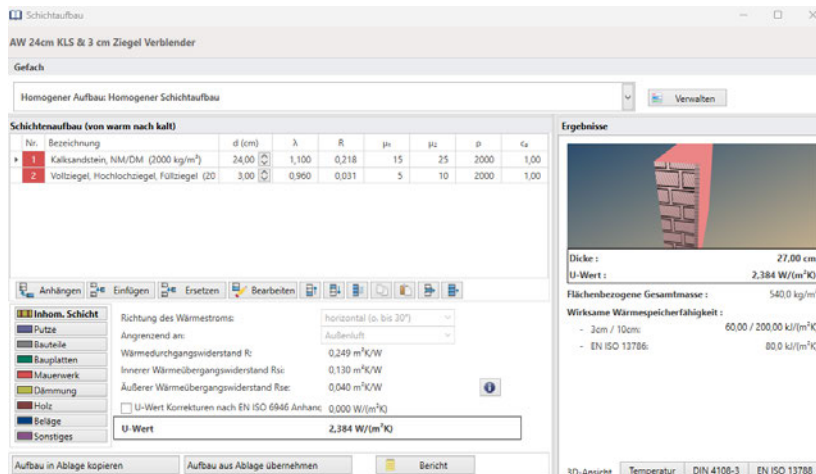 Schichtaufbau
AW 24cm KLS & 3 cm Ziegel Verblender
Gefach
Homogener Aufbau: Homogener Schichtaufbau
Verwalten
Schichtenaufbau (von warm nach kalt)
Nr. Bezeichnung d (cm) λ R μ₁ μ₂ ρ
1 Kalksandstein, NM/DM (2000 kg/m³) 24,00 1,100 0,218 15 25 2000 1,00
2 Vollziegel, Hochlochziegel, Füllziegel (20 3,00 0,960 0,031 5 10 2000 1,00
Anhängen Einfügen Ersetzen Bearbeiten
Inhom. Schicht
Putze
Bauteile
Bauplatten
Mauerwerk
Dämmung
Holz
Beläge
Sonstiges
Richtung des Wärmestroms: horizontal (o. bis 30°)
Angrenzend an: Außenluft
Wärmedurchgangswiderstand R: 0,249 m²K/W
Innerer Wärmeübergangswiderstand Rsi: 0,130 m²K/W
Äußerer Wärmeübergangswiderstand Rse: 0,040 m²K/W
U-Wert Korrekturen nach EN ISO 6946 Anhanc 0,000 W/(m²K)
U-Wert 2,384 W/(m²K)
Aufbau in Ablage kopieren Aufbau aus Ablage übernehmen Bericht
Ergebnisse
Dicke : 27,00 cm
U-Wert : 2,384 W/(m²K)
Flächenbezogene Gesamtmasse : 540,0 kg/m²
Wirksame Wärmespeicherfähigkeit :
- 3cm / 10cm: 60,00 / 200,00 kJ/(m²K)
- EN ISO 13786: 80,0 kJ/(m²K)
3D-Ansicht Temperatur DIN 4108-3 EN ISO 13788